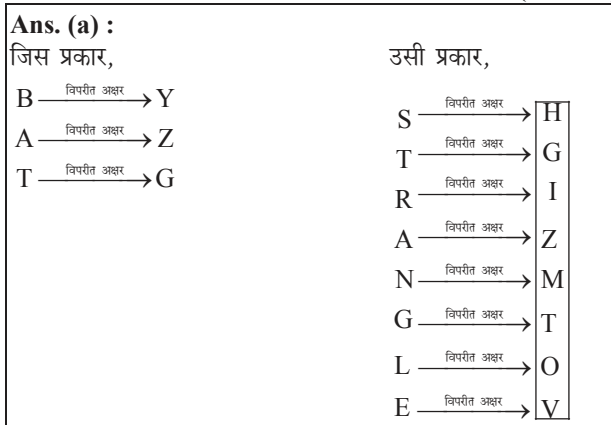 Ans. (a) :
जिस प्रकार,
B विपरीत अक्षर → Y
A विपरीत अक्षर → Z
T विपरीत अक्षर → G
उसी प्रकार,
S विपरीत अक्षर → H
T विपरीत अक्षर → G
R विपरीत अक्षर → I
A विपरीत अक्षर → Z
N विपरीत अक्षर → M
G विपरीत अक्षर → T
L विपरीत अक्षर → O
E विपरीत अक्षर → V